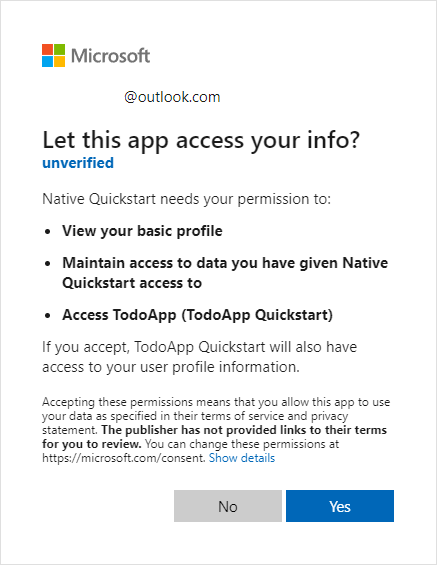 Microsoft
@outlook.com
Let this app access your info?
unverified
Native Quickstart needs your permission to:
• View your basic profile
• Maintain access to data you have given Native
Quickstart access to
• Access TodoApp (TodoApp Quickstart)
If you accept, TodoApp Quickstart will also have
access to your user profile information.
Accepting these permissions means that you allow this app to use
your data as specified in their terms of service and privacy
statement. The publisher has not provided links to their terms
for you to review. You can change these permissions at
https://microsoft.com/consent. Show details
No
Yes